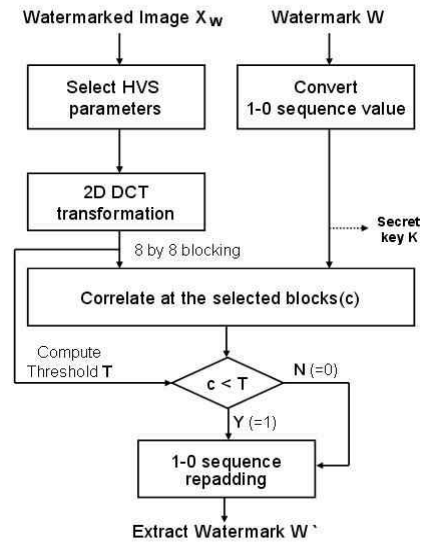 Watermarked Image Xw
Watermark W
Select HVS
parameters
Convert
1-0 sequence value
2D DCT
transformation
Secret
key K
8 by 8 blocking
Correlate at the selected blocks(c)
Compute
Threshold T
c < T
N (=0)
Y (=1)
1-0 sequence
repadding
Extract Watermark W`